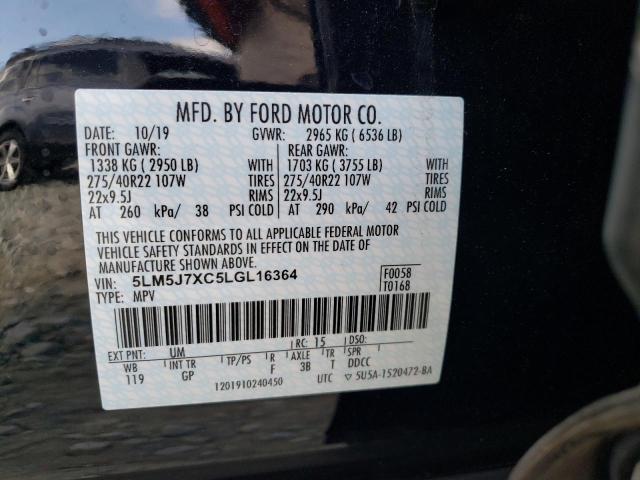 MFD. BY FORD MOTOR CO.
DATE: 10/19 GVWR: 2965 KG ( 6536 LB)
FRONT GAWR: REAR GAWR:
1338 KG ( 2950 LB) WITH 1703 KG ( 3755 LB) WITH
275/40R22 107W TIRES 275/40R22 107W TIRES
22x9.5J RIMS 22x9.5J RIMS
AT 260 kPa/ 38 PSI COLD AT 290 kPa/ 42 PSI COLD
THIS VEHICLE CONFORMS TO ALL APPLICABLE FEDERAL MOTOR
VEHICLE SAFETY STANDARDS IN EFFECT ON THE DATE OF
MANUFACTURE SHOWN ABOVE.
VIN: 5LM5J7XC5LGL16364 F0058
TYPE: MPV T0168
EXT PNT: UM RC: 15 DSO:
WB INT TR TP/PS R AXLE TR SPR
119 GP F 3B T DDCC
1201910240450 UTC ▽ 5U5A-1520472-BA